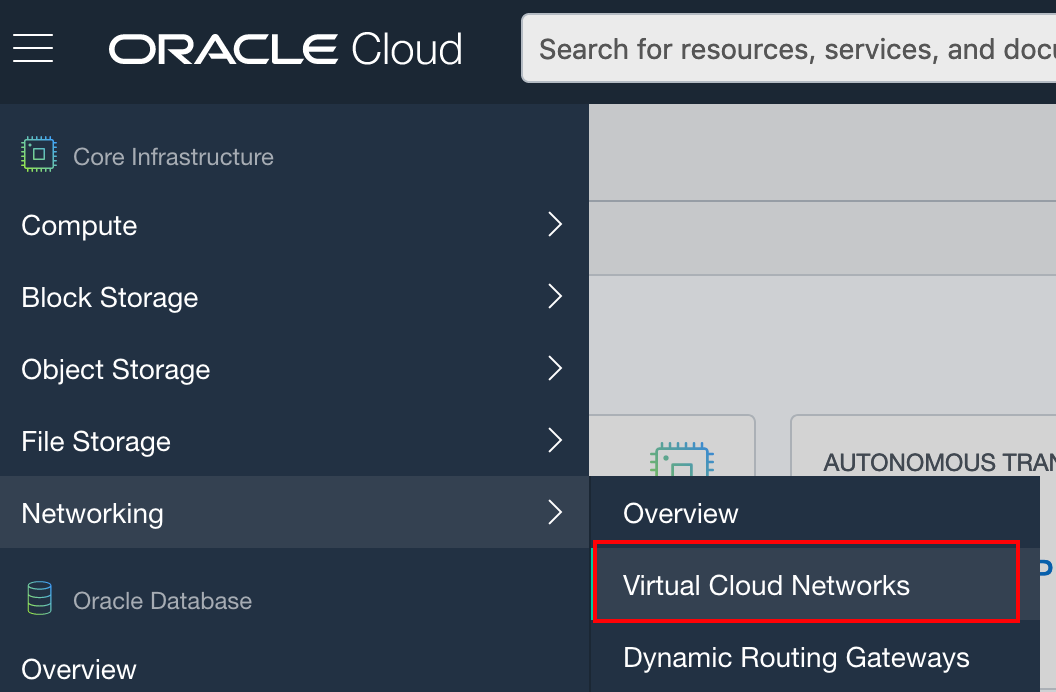 ORACLE Cloud
Search for resources, services, and docu
Core Infrastructure
Compute
Block Storage
Object Storage
File Storage
Networking
Oracle Database
Overview
AUTONOMOUS TRAN
Overview
Virtual Cloud Networks
Dynamic Routing Gateways